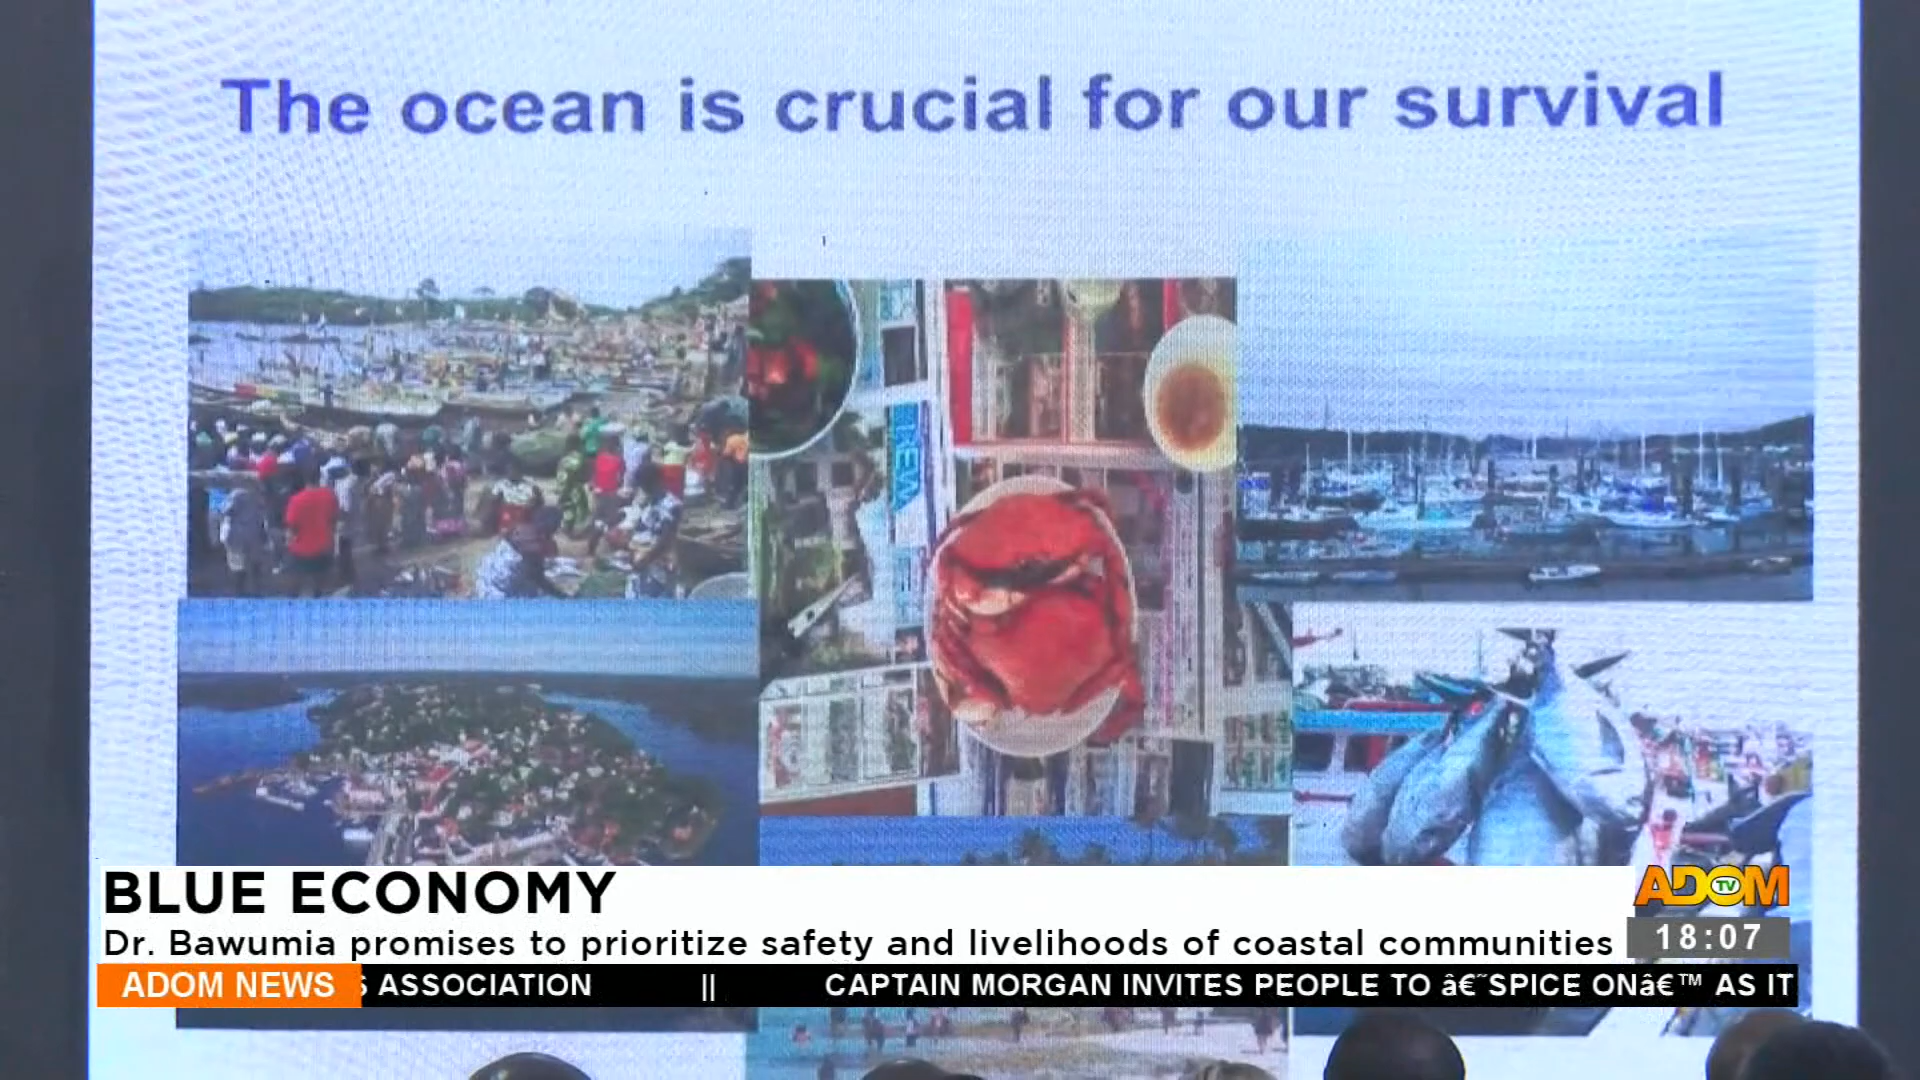 The ocean is crucial for our survival
BLUE ECONOMY
Dr. Bawumia promises to prioritize safety and livelihoods of coastal communities
ADOM TV
18:07
ADOM NEWS
S ASSOCIATION || CAPTAIN MORGAN INVITES PEOPLE TO â€˜SPICE ONâ€™ AS IT